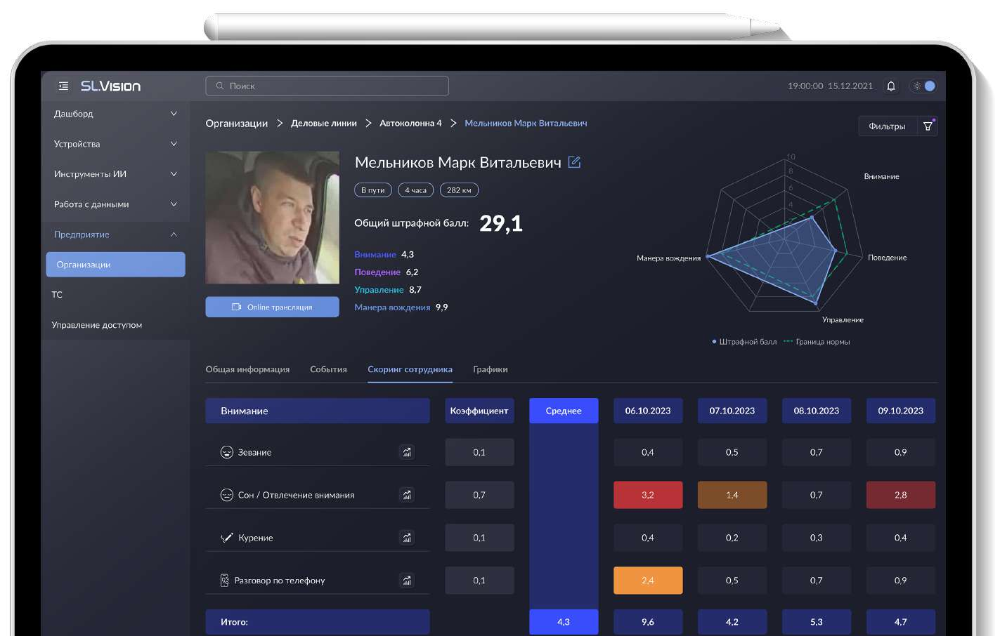 SL.Vision
Поиск
19:00:00 15.12.2021
Дашборд
Устройства
Инструменты ИИ
Работа с данными
Предприятие
Организации
ТС
Управление доступом
Организации > Деловые линии > Автоколонна 4 > Мельников Марк Витальевич
Фильтры
Мельников Марк Витальевич
В пути 4 часа 282 км
Общий штрафной балл: 29,1
Внимание 4,3
Поведение 6,2
Управление 8,7
Манера вождения 9,9
Online трансляция
10
8
6
4
Внимание
Манера вождения
Поведение
Управление
Штрафной балл Граница нормы
Общая информация События Скоринг сотрудника Графики
Внимание Коэффициент Среднее 06.10.2023 07.10.2023 08.10.2023 09.10.2023
Зевание 0,1 0,4 0,5 0,7 0,9
Сон / Отвлечение внимания 0,7 3,2 1,4 0,7 2,8
Курение 0,1 0,4 0,2 0,3 0,4
Разговор по телефону 0,1 2,4 0,5 0,7 0,9
Итого: 4,3 9,6 4,2 5,3 4,7